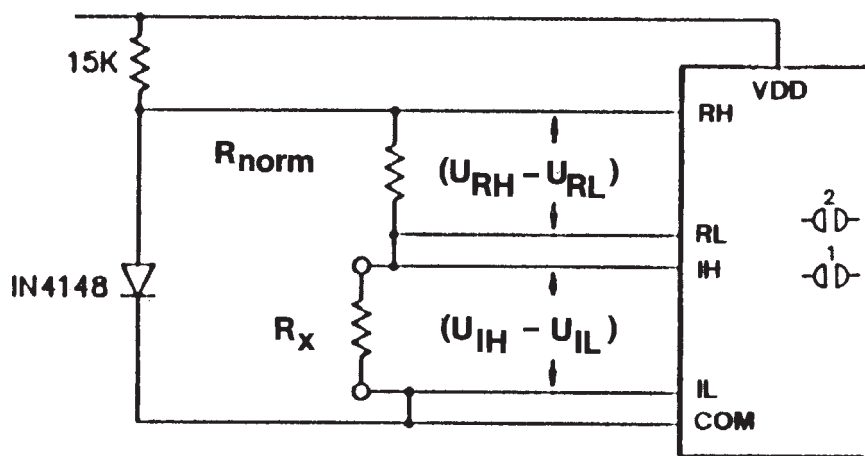 15K
VDD
RH
Rnorm
(URH – URL)
2
RL
1
IH
IN4148
Rx
(UIH – UIL)
IL
COM